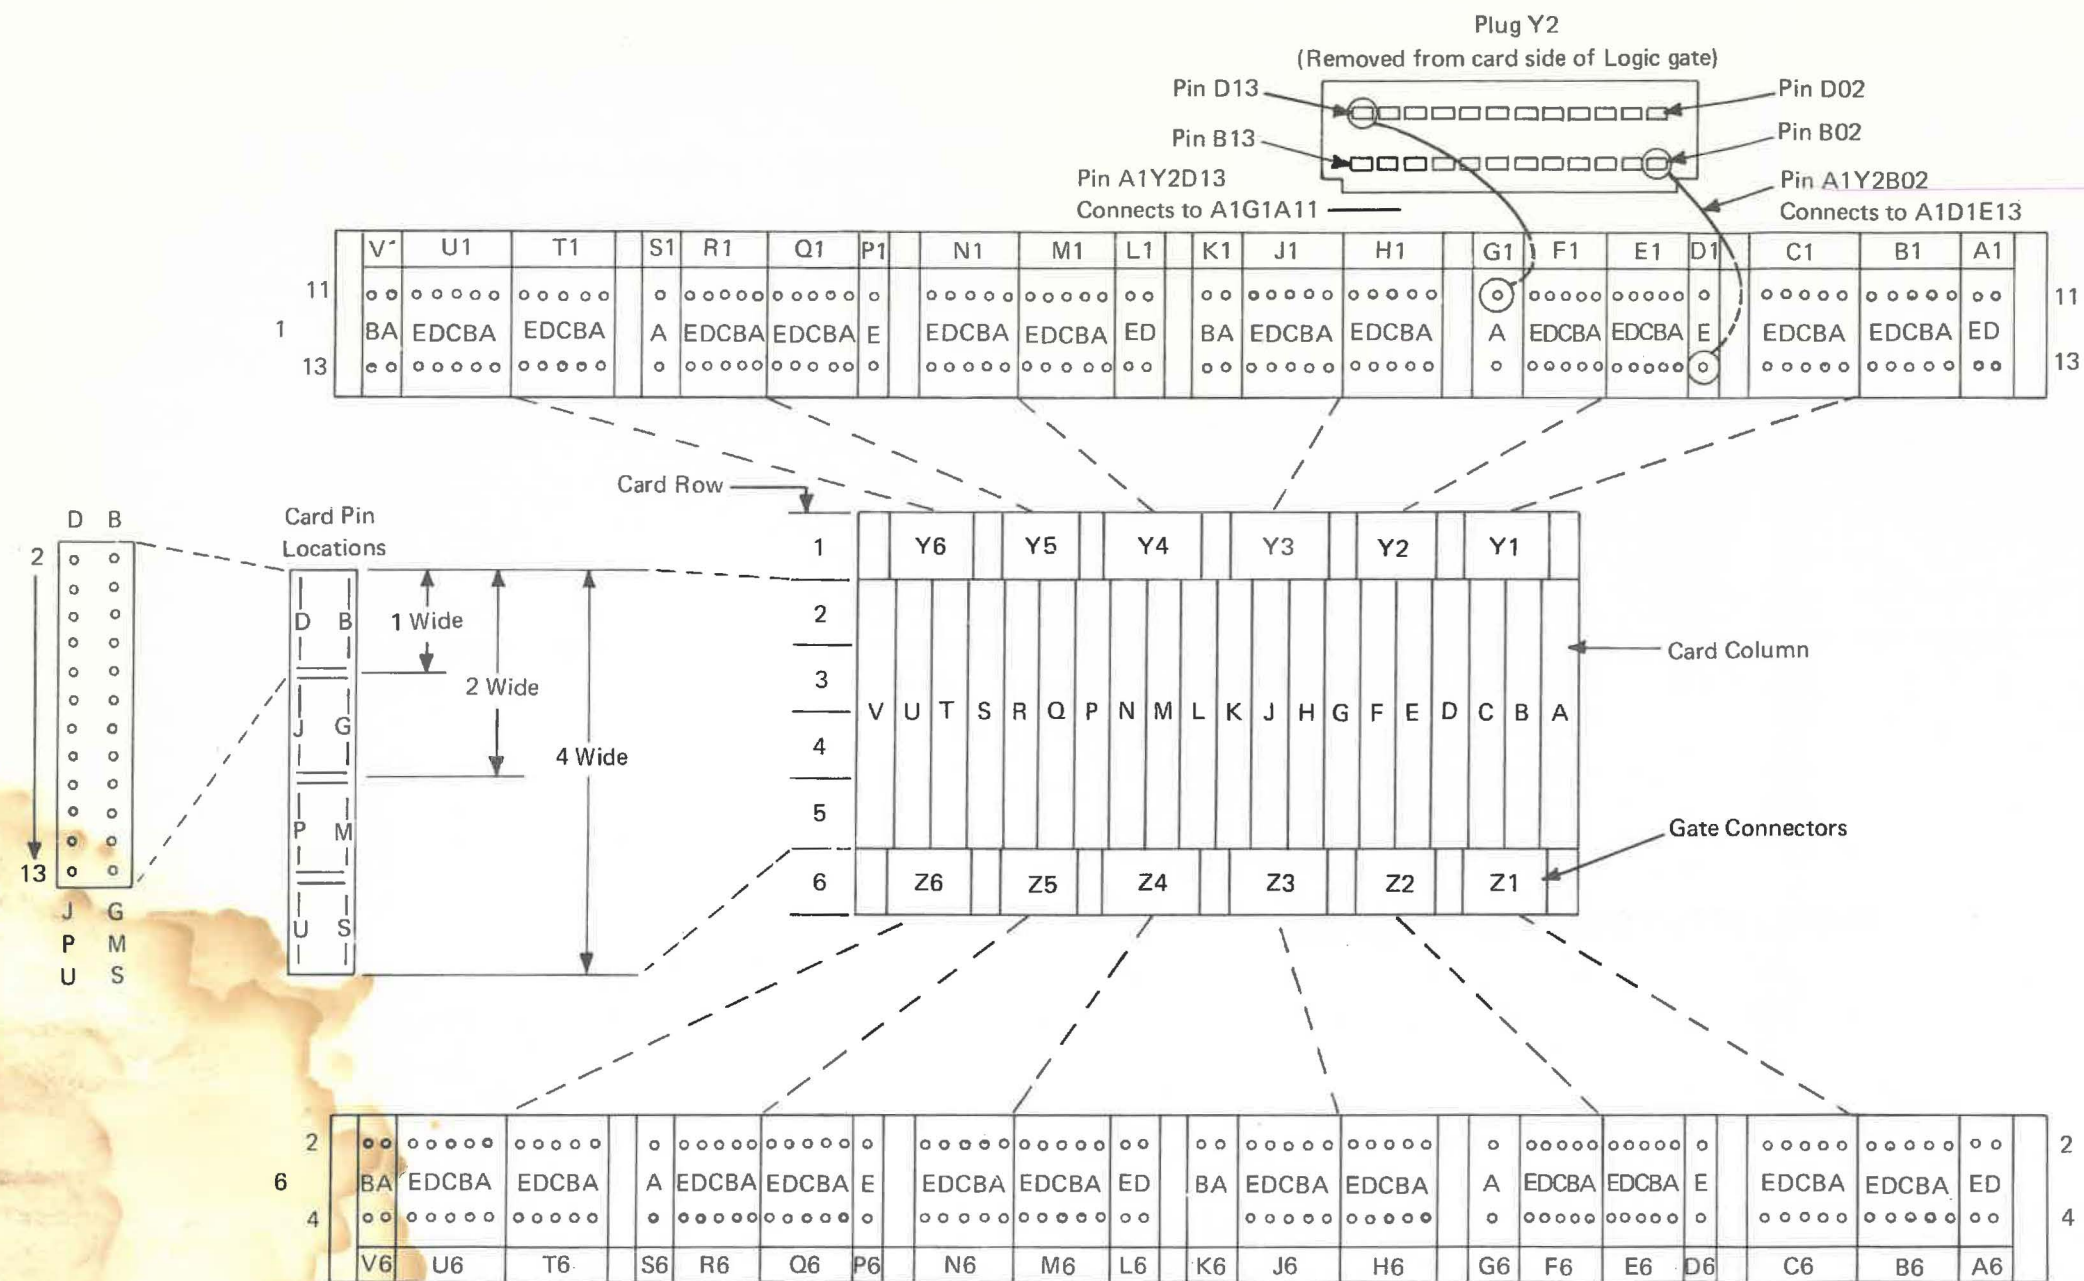 Plug Y2
(Removed from card side of Logic gate)
Pin D13
Pin D02
Pin B13
Pin B02
Pin A1Y2D13
Connects to A1G1A11
Pin A1Y2B02
Connects to A1D1E13
V1 U1 T1 S1 R1 Q1 P1 N1 M1 L1 K1 J1 H1 G1 F1 E1 D1 C1 B1 A1
11 11
1 BA EDCBA EDCBA A EDCBA EDCBA E EDCBA EDCBA ED BA EDCBA EDCBA A EDCBA EDCBA E EDCBA EDCBA ED
13 13
Card Row
D B
2
13
J G
P M
U S
Card Pin
Locations
D B
J G
P M
U S
1 Wide
2 Wide
4 Wide
1 Y6 Y5 Y4 Y3 Y2 Y1
2
3
V U T S R Q P N M L K J H G F E D C B A
4
5
6 Z6 Z5 Z4 Z3 Z2 Z1
Card Column
Gate Connectors
2 2
6 BA EDCBA EDCBA A EDCBA EDCBA E EDCBA EDCBA ED BA EDCBA EDCBA A EDCBA EDCBA E EDCBA EDCBA ED
4 4
V6 U6 T6 S6 R6 Q6 P6 N6 M6 L6 K6 J6 H6 G6 F6 E6 D6 C6 B6 A6